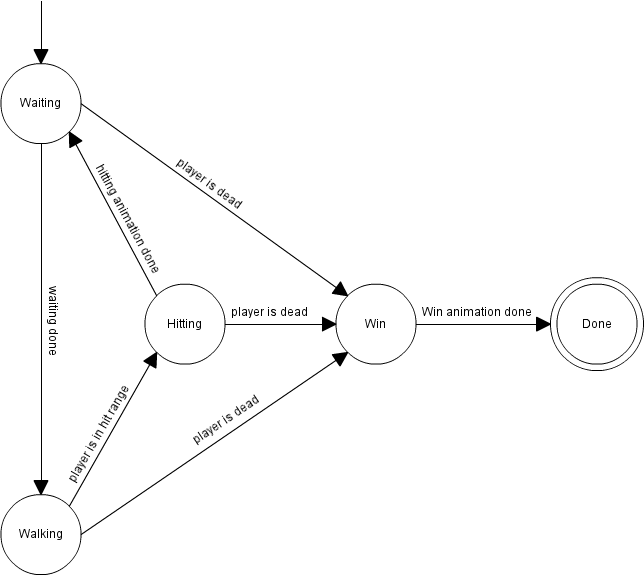 Waiting
player is dead
hitting animation done
waiting done
Hitting
player is dead
Win
Win animation done
Done
player is in hit range
player is dead
Walking